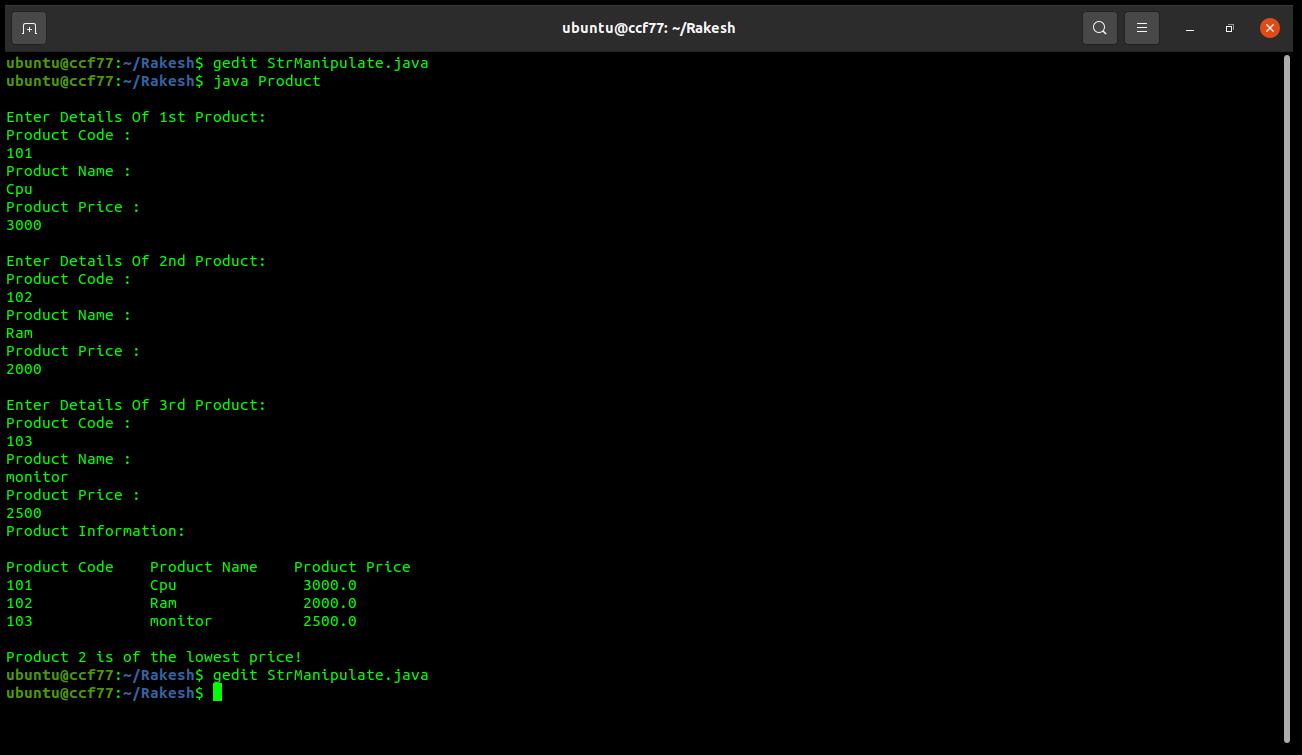 ubuntu@ccf77: ~/Rakesh
ubuntu@ccf77:~/Rakesh$ gedit StrManipulate.java
ubuntu@ccf77:~/Rakesh$ java Product
Enter Details Of 1st Product:
Product Code :
101
Product Name :
Cpu
Product Price :
3000
Enter Details Of 2nd Product:
Product Code :
102
Product Name :
Ram
Product Price :
2000
Enter Details Of 3rd Product:
Product Code :
103
Product Name :
monitor
Product Price :
2500
Product Information:
Product Code    Product Name    Product Price
101             Cpu              3000.0
102             Ram              2000.0
103             monitor          2500.0
Product 2 is of the lowest price!
ubuntu@ccf77:~/Rakesh$ gedit StrManipulate.java
ubuntu@ccf77:~/Rakesh$